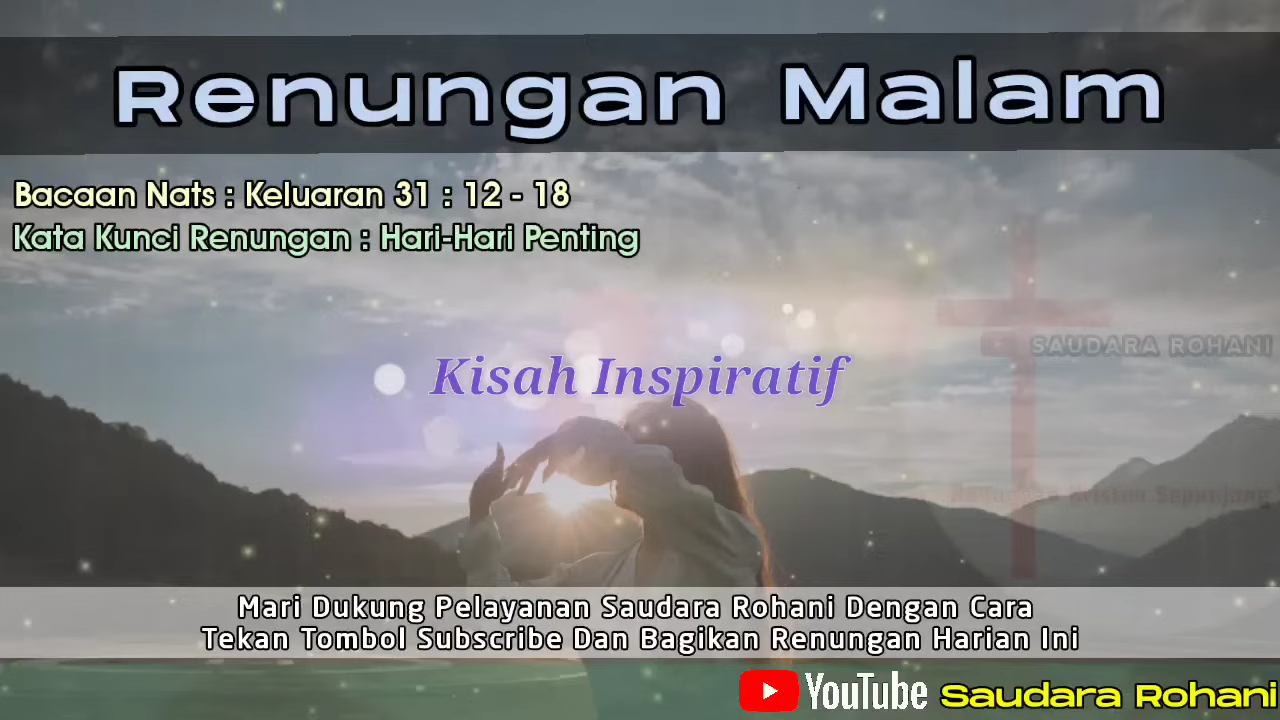 Renungan Malam
Bacaan Nats : Keluaran 31 : 12 - 18
Kata Kunci Renungan : Hari-Hari Penting
SAUDARA ROHANI
Kisah Inspiratif
Mari Dukung Pelayanan Saudara Rohani Dengan Cara
Tekan Tombol Subscribe Dan Bagikan Renungan Harian Ini
YouTube Saudara Rohani